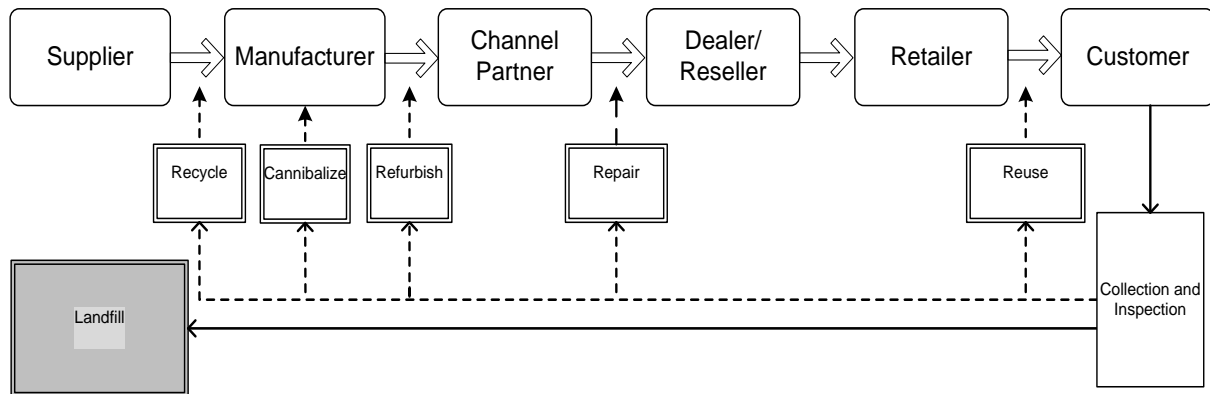 Supplier
Manufacturer
Channel
Partner
Dealer/
Reseller
Retailer
Customer
Recycle
Cannibalize
Refurbish
Repair
Reuse
Landfill
Collection and
Inspection